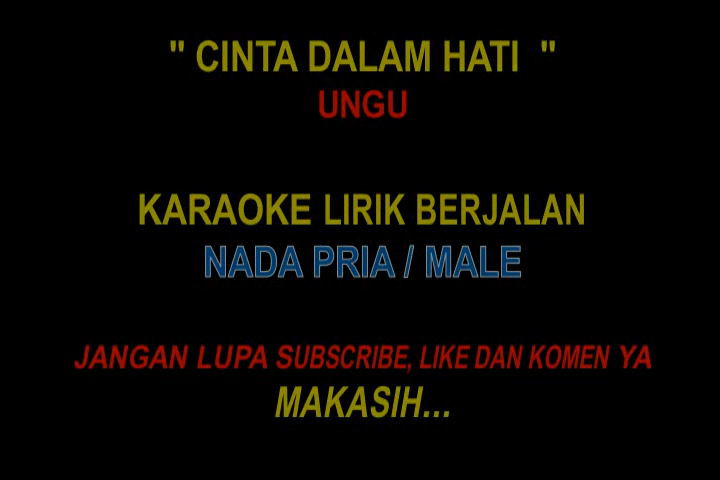 " CINTA DALAM HATI "
UNGU
KARAOKE LIRIK BERJALAN
NADA PRIA / MALE
JANGAN LUPA SUBSCRIBE, LIKE DAN KOMEN YA
MAKASIH...